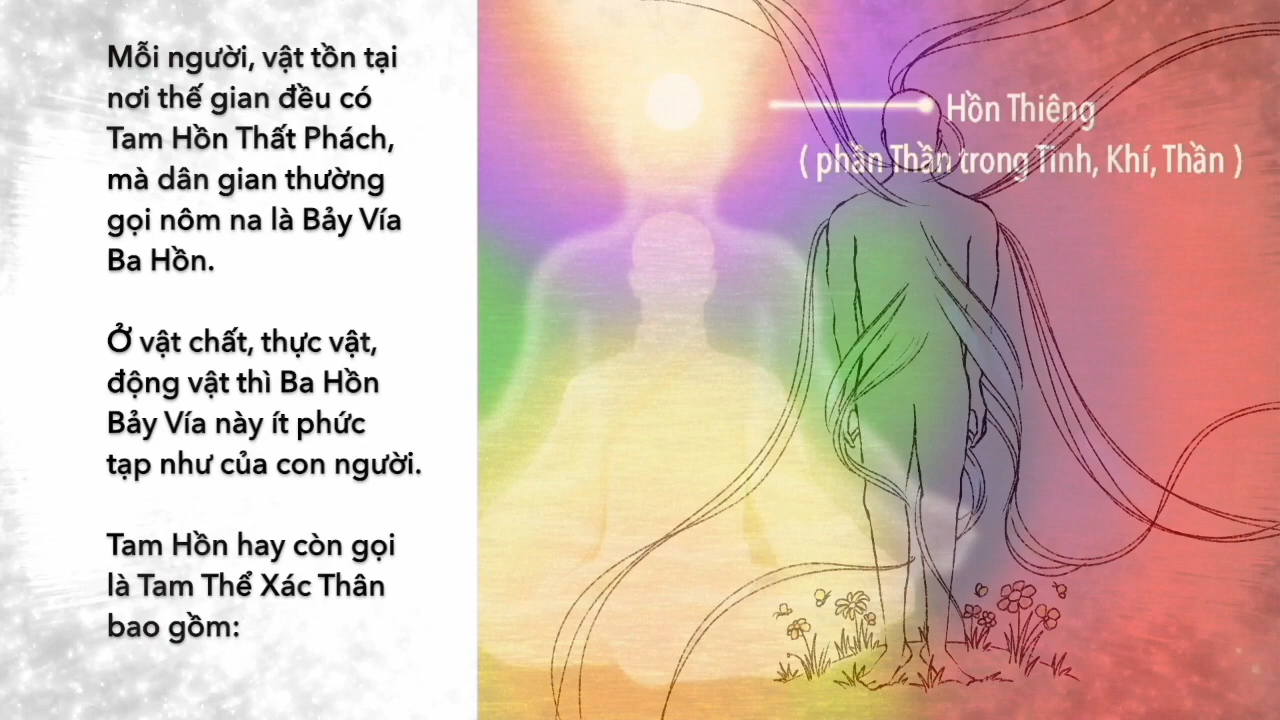 Mỗi người, vật tồn tại
nơi thế gian đều có
Tam Hồn Thất Phách,
mà dân gian thường
gọi nôm na là Bảy Vía
Ba Hồn.
Ở vật chất, thực vật,
động vật thì Ba Hồn
Bảy Vía này ít phức
tạp như của con người.
Tam Hồn hay còn gọi
là Tam Thể Xác Thân
bao gồm:
Hồn Thiêng
( phần Thần trong Tinh, Khí, Thần )